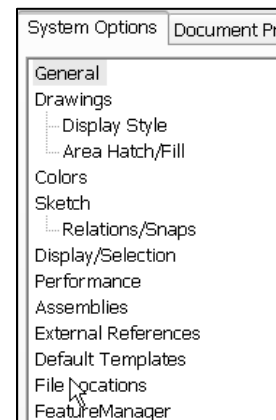 System Options
Document Pr
General
Drawings
Display Style
Area Hatch/Fill
Colors
Sketch
Relations/Snaps
Display/Selection
Performance
Assemblies
External References
Default Templates
File Locations
FeatureManager